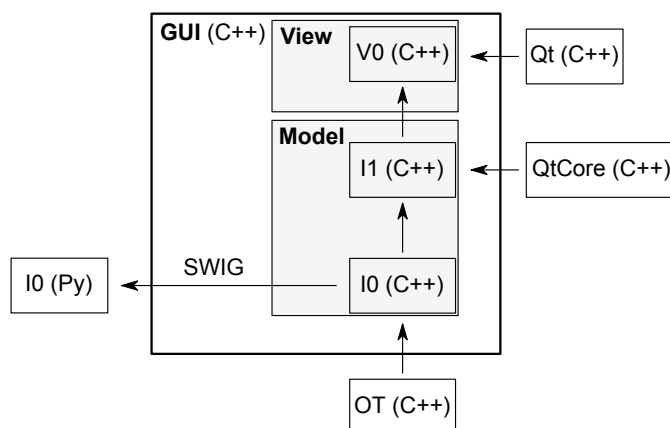 GUI (C++)
View
V0 (C++)
Qt (C++)
Model
I1 (C++)
QtCore (C++)
SWIG
I0 (Py)
I0 (C++)
OT (C++)